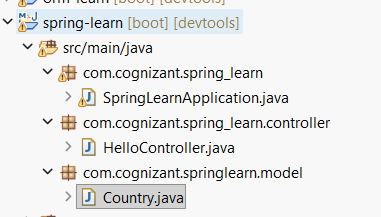 spring-learn [boot] [devtools]
src/main/java
com.cognizant.spring_learn
SpringLearnApplication.java
com.cognizant.spring_learn.controller
HelloController.java
com.cognizant.springlearn.model
Country.java